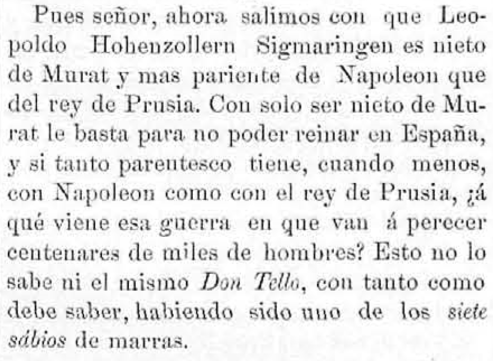 Pues señor, ahora salimos con que Leo-
poldo Hohenzollern Sigmaringen es nieto
de Murat y mas pariente de Napoleon que
del rey de Prusia. Con solo ser nieto de Mu-
rat le basta para no poder reinar en España,
y si tanto parentesco tiene, cuando menos,
con Napoleon como con el rey de Prusia, ¿á
qué viene esa guerra en que van á perecer
centenares de miles de hombres? Esto no lo
sabe ni el mismo Don Tello, con tanto como
debe saber, habiendo sido uno de los siete
sábios de marras.